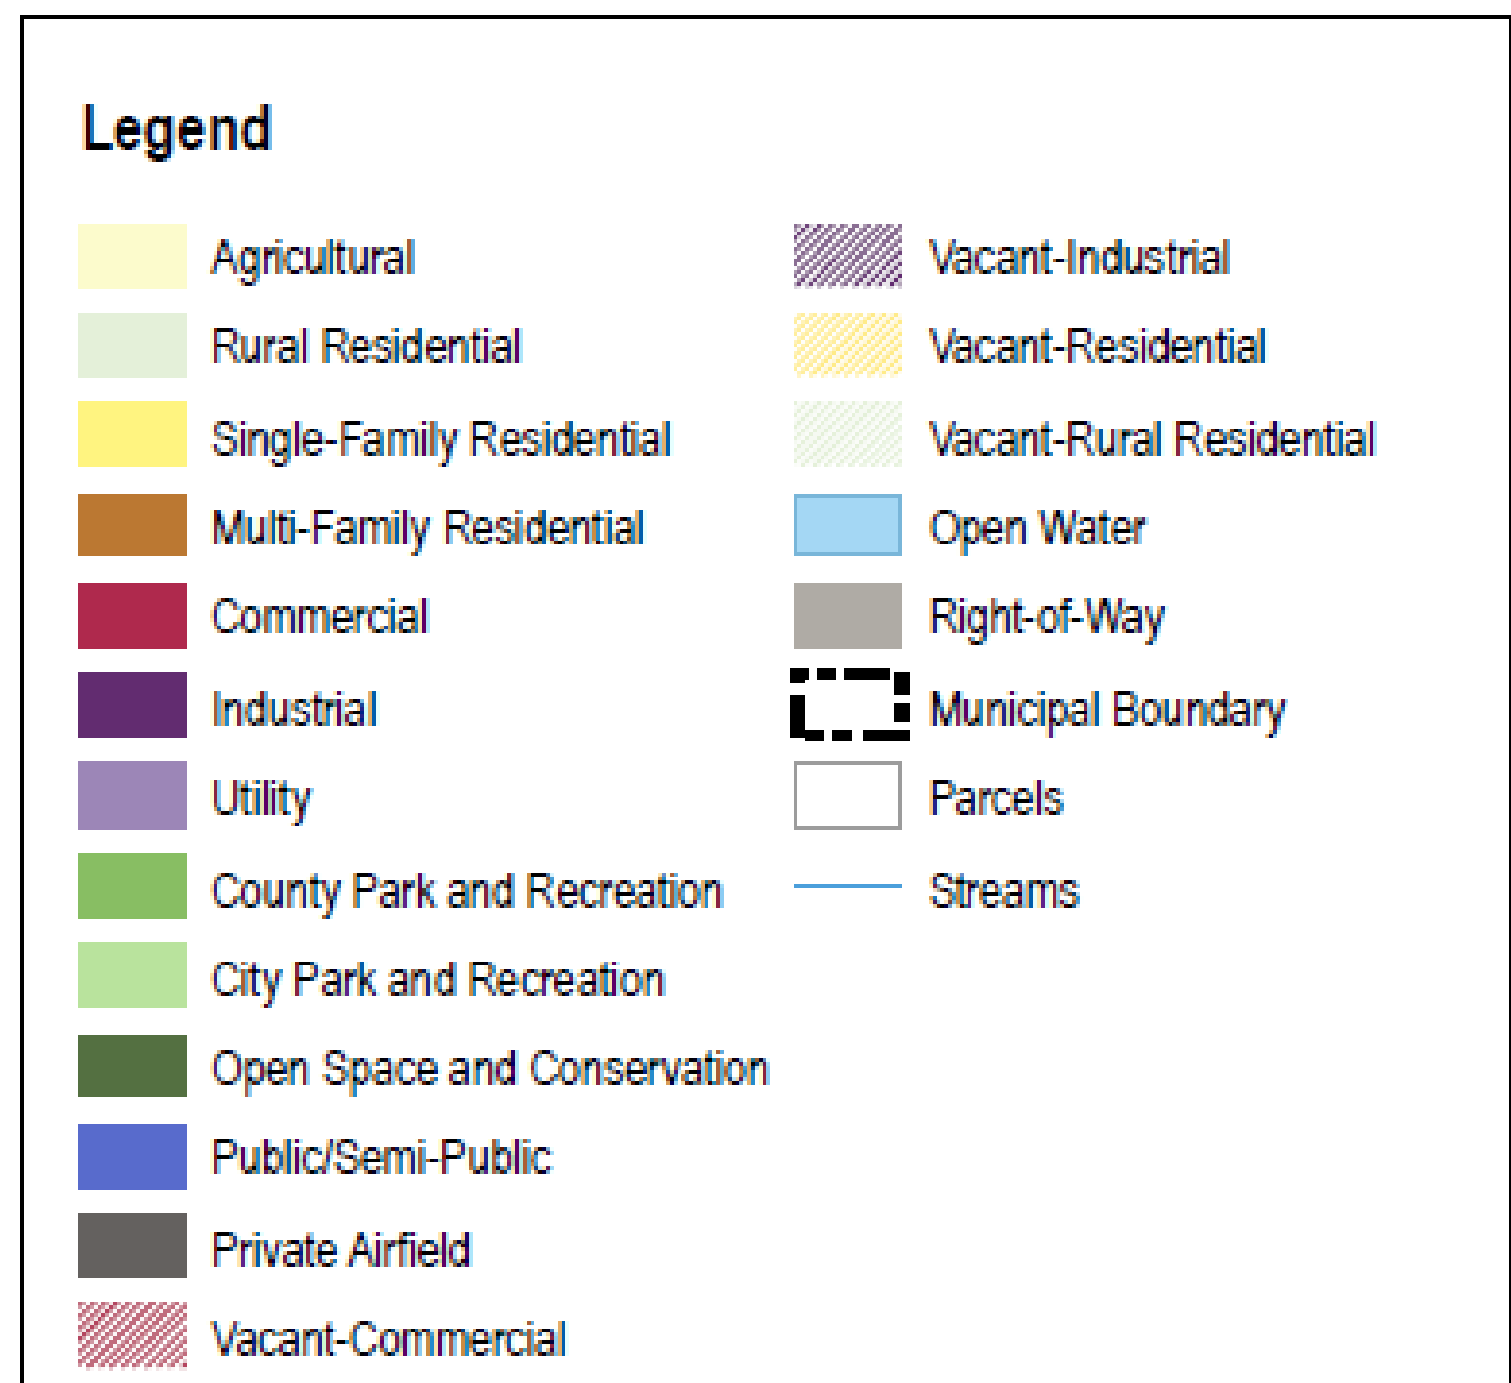 Legend
Agricultural
Rural Residential
Single-Family Residential
Multi-Family Residential
Commercial
Industrial
Utility
County Park and Recreation
City Park and Recreation
Open Space and Conservation
Public/Semi-Public
Private Airfield
Vacant-Commercial
Vacant-Industrial
Vacant-Residential
Vacant-Rural Residential
Open Water
Right-of-Way
Municipal Boundary
Parcels
Streams